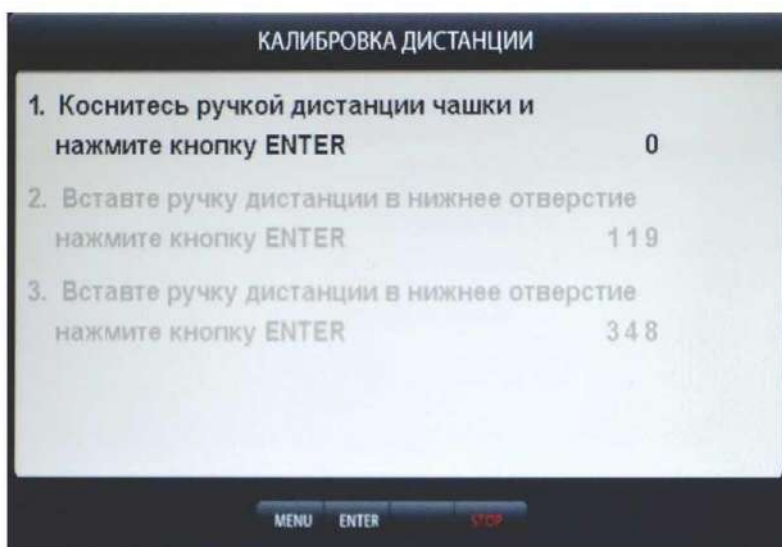 КАЛИБРОВКА ДИСТАНЦИИ
1. Коснитесь ручкой дистанции чашки и
нажмите кнопку ENTER 0
2. Вставте ручку дистанции в нижнее отверстие
нажмите кнопку ENTER 119
3. Вставте ручку дистанции в нижнее отверстие
нажмите кнопку ENTER 348
MENU ENTER STOP